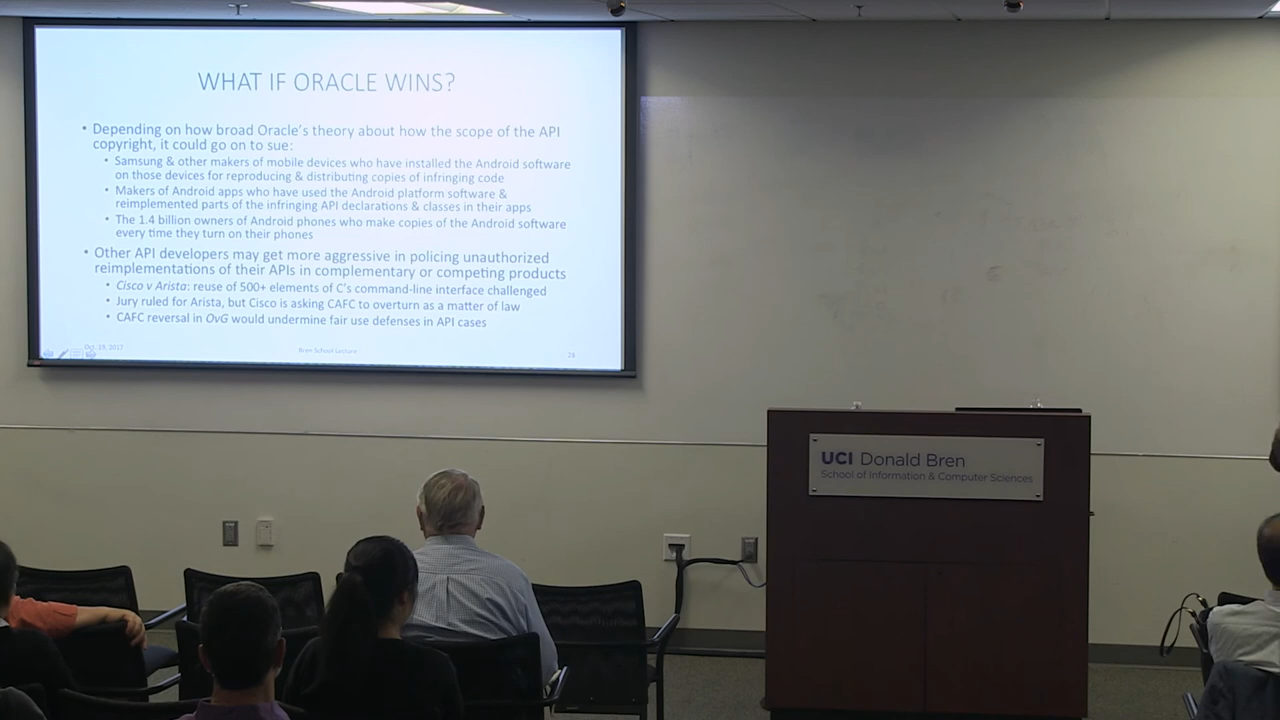 WHAT IF ORACLE WINS?
• Depending on how broad Oracle's theory about how the scope of the API
copyright, it could go on to sue:
• Samsung & other makers of mobile devices who have installed the Android software
on those devices for reproducing & distributing copies of infringing code
• Makers of Android apps who have used the Android platform software &
reimplemented parts of the infringing API declarations & classes in their apps
• The 1.4 billion owners of Android phones who make copies of the Android software
every time they turn on their phones
• Other API developers may get more aggressive in policing unauthorized
reimplementations of their APIs in complementary or competing products
• Cisco v Arista: reuse of 500+ elements of C's command-line interface challenged
• Jury ruled for Arista, but Cisco is asking CAFC to overturn as a matter of law
• CAFC reversal in OvG would undermine fair use defenses in API cases
Oct. 19, 2017
Bren School Lecture
28
UCI Donald Bren
School of Information & Computer Sciences